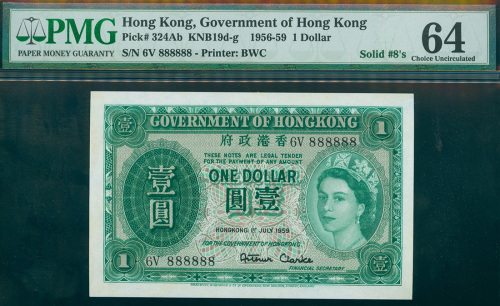 PMG
PAPER MONEY GUARANTY
Hong Kong, Government of Hong Kong
Pick# 324Ab KNB19d-g 1956-59 1 Dollar
S/N 6V 888888 - Printer: BWC
Solid #8's
64
Choice Uncirculated
壹 GOVERNMENT OF HONGKONG 1
府政港香 6V 888888
THESE NOTES ARE LEGAL TENDER
FOR THE PAYMENT OF ANY AMOUNT
壹圓
ONE DOLLAR
圓壹
HONGKONG 1ST JULY 1959
FOR THE GOVERNMENT OF HONGKONG.
1 6V 888888
FINANCIAL SECRETARY.
壹